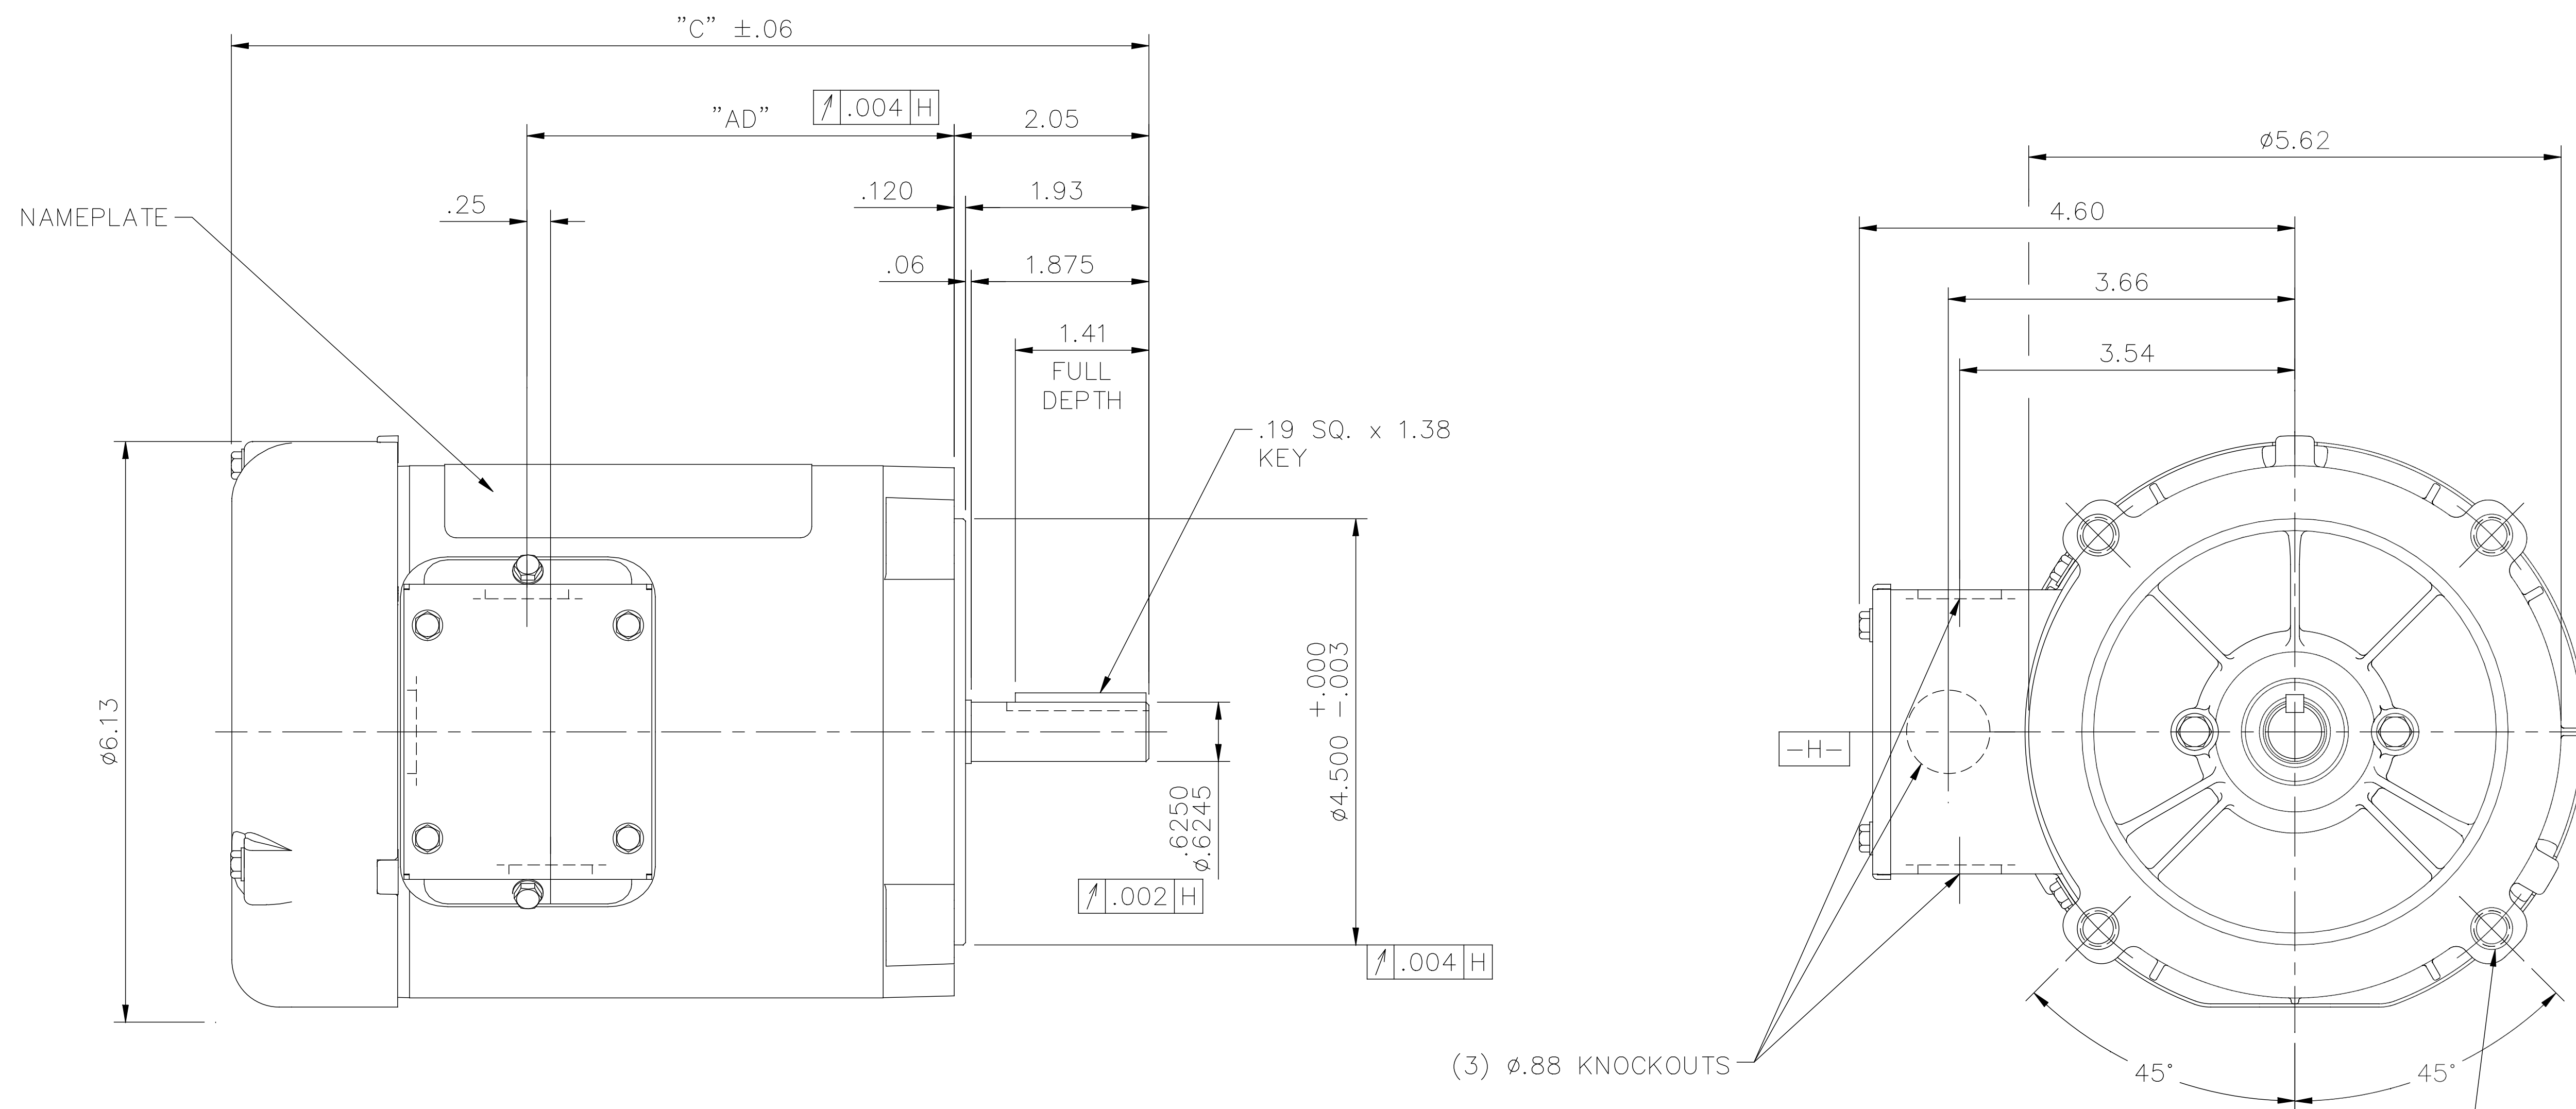 "C" ±.06
"AD"
.004 H
2.05
NAMEPLATE
.25
.120
1.93
.06
1.875
1.41
FULL
DEPTH
.19 SQ. x 1.38
KEY
ø6.13
.6250
ø.6245
.002 H
ø4.500 +.000
-.003
.004 H
ø5.62
4.60
3.66
3.54
-H-
(3) ø.88 KNOCKOUTS
45°
45°